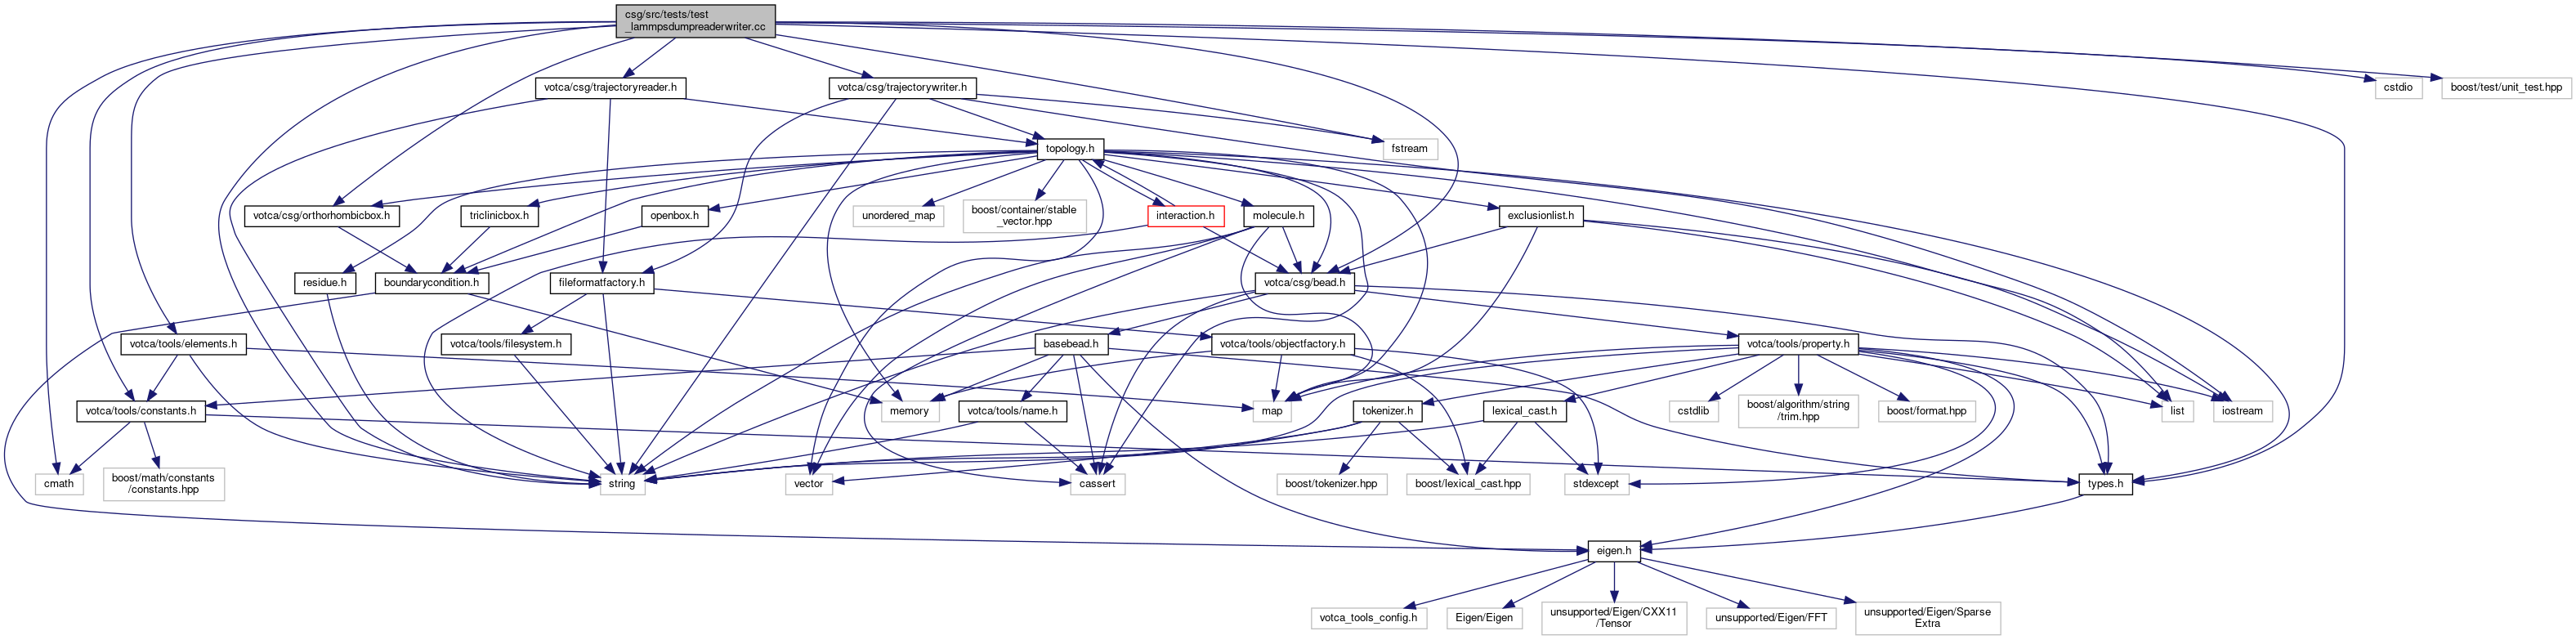 csg/src/tests/test
_lammpsdumpreaderwriter.cc
votca/csg/trajectoryreader.h
votca/csg/trajectorywriter.h
cstdio
boost/test/unit_test.hpp
topology.h
fstream
votca/csg/orthorhombicbox.h
triclinicbox.h
openbox.h
unordered_map
boost/container/stable
_vector.hpp
interaction.h
molecule.h
exclusionlist.h
residue.h
boundarycondition.h
fileformatfactory.h
votca/csg/bead.h
votca/tools/elements.h
votca/tools/filesystem.h
basebead.h
votca/tools/objectfactory.h
votca/tools/property.h
votca/tools/constants.h
memory
votca/tools/name.h
map
tokenizer.h
lexical_cast.h
cstdlib
boost/algorithm/string
/trim.hpp
boost/format.hpp
list
iostream
cmath
boost/math/constants
/constants.hpp
string
vector
cassert
boost/tokenizer.hpp
boost/lexical_cast.hpp
stdexcept
types.h
eigen.h
votca_tools_config.h
Eigen/Eigen
unsupported/Eigen/CXX11
/Tensor
unsupported/Eigen/FFT
unsupported/Eigen/Sparse
Extra